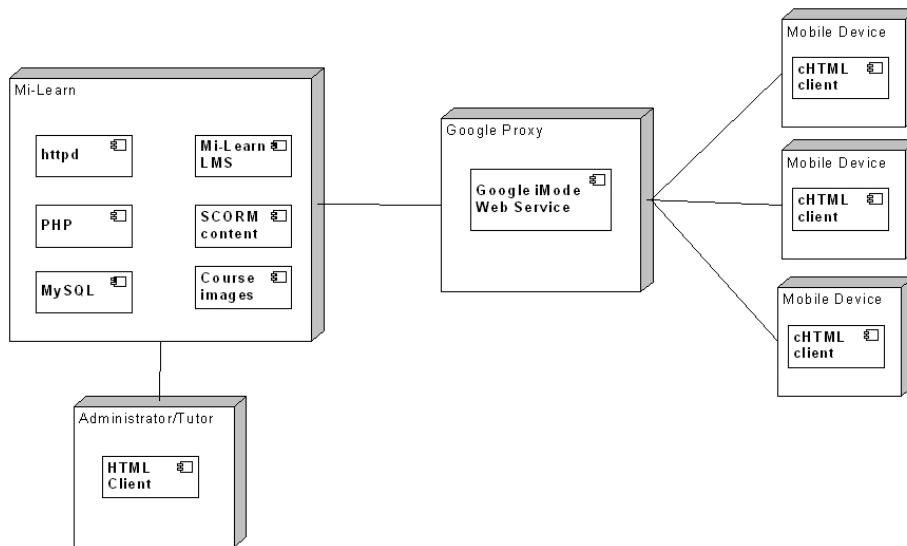 Mi-Learn
httpd
Mi-Learn
LMS
PHP
SCORM
content
MySQL
Course
images
Administrator/Tutor
HTML
Client
Google Proxy
Google iMode
Web Service
Mobile Device
cHTML
client
Mobile Device
cHTML
client
Mobile Device
cHTML
client